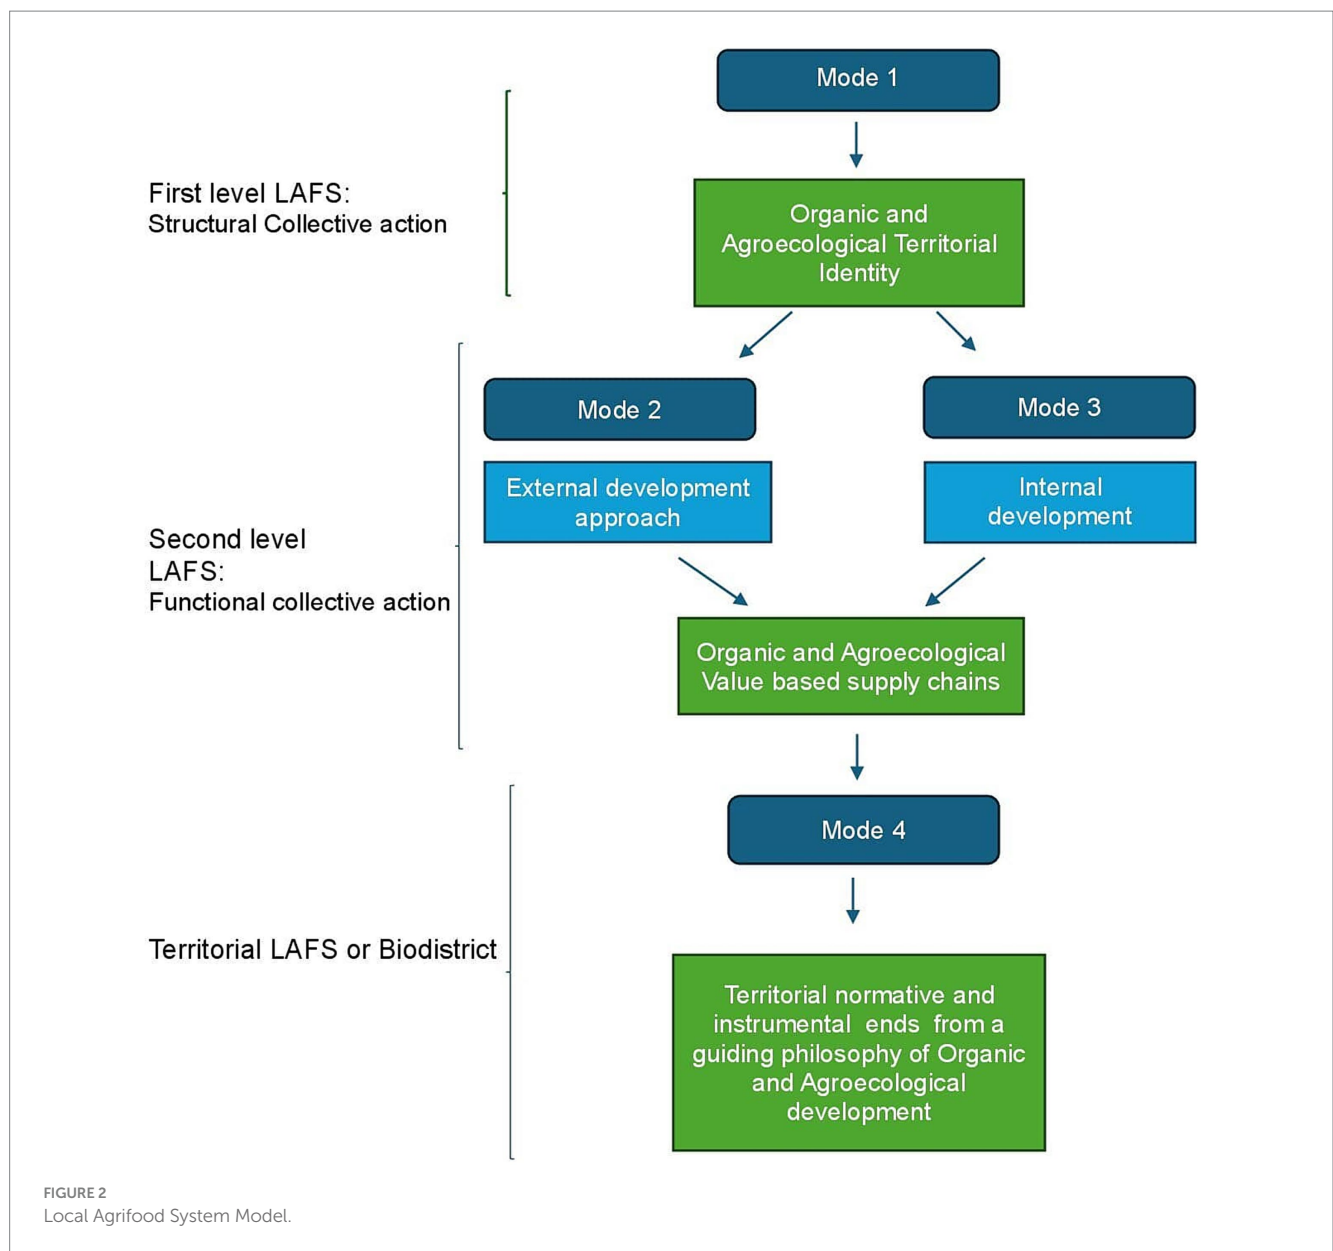 Mode 1
First level LAFS:
Structural Collective action
Organic and
Agroecological Territorial
Identity
Mode 2
Mode 3
External development
approach
Internal
development
Second level
LAFS:
Functional collective action
Organic and Agroecological
Value based supply chains
Mode 4
Territorial LAFS or Biodistrict
Territorial normative and
instrumental ends from a
guiding philosophy of Organic
and Agroecological
development
FIGURE 2
Local Agrifood System Model.